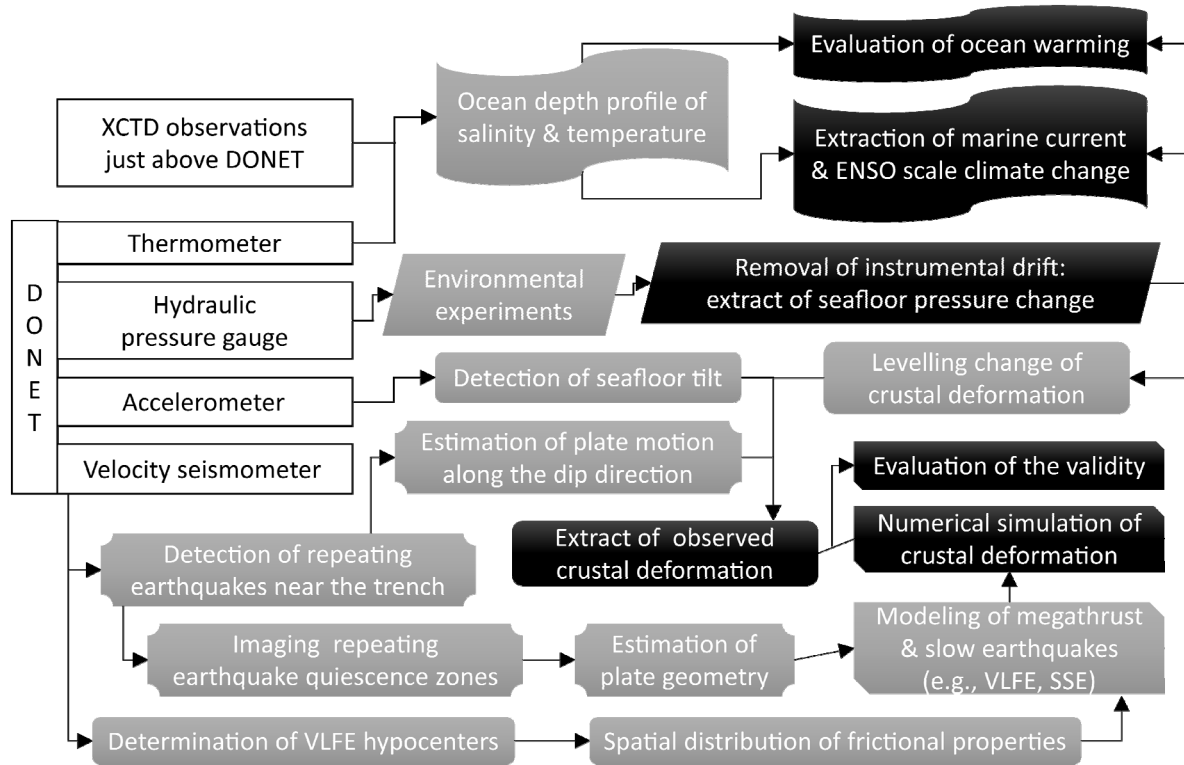 Evaluation of ocean warming
Ocean depth profile of
salinity & temperature
XCTD observations
just above DONET
Extraction of marine current
& ENSO scale climate change
DONET
Thermometer
Hydraulic
pressure gauge
Accelerometer
Velocity seismometer
Environmental
experiments
Removal of instrumental drift:
extract of seafloor pressure change
Detection of seafloor tilt
Levelling change of
crustal deformation
Estimation of plate motion
along the dip direction
Evaluation of the validity
Extract of observed
crustal deformation
Numerical simulation of
crustal deformation
Detection of repeating
earthquakes near the trench
Imaging repeating
earthquake quiescence zones
Estimation of
plate geometry
Modeling of megathrust
& slow earthquakes
(e.g., VLFE, SSE)
Determination of VLFE hypocenters
Spatial distribution of frictional properties